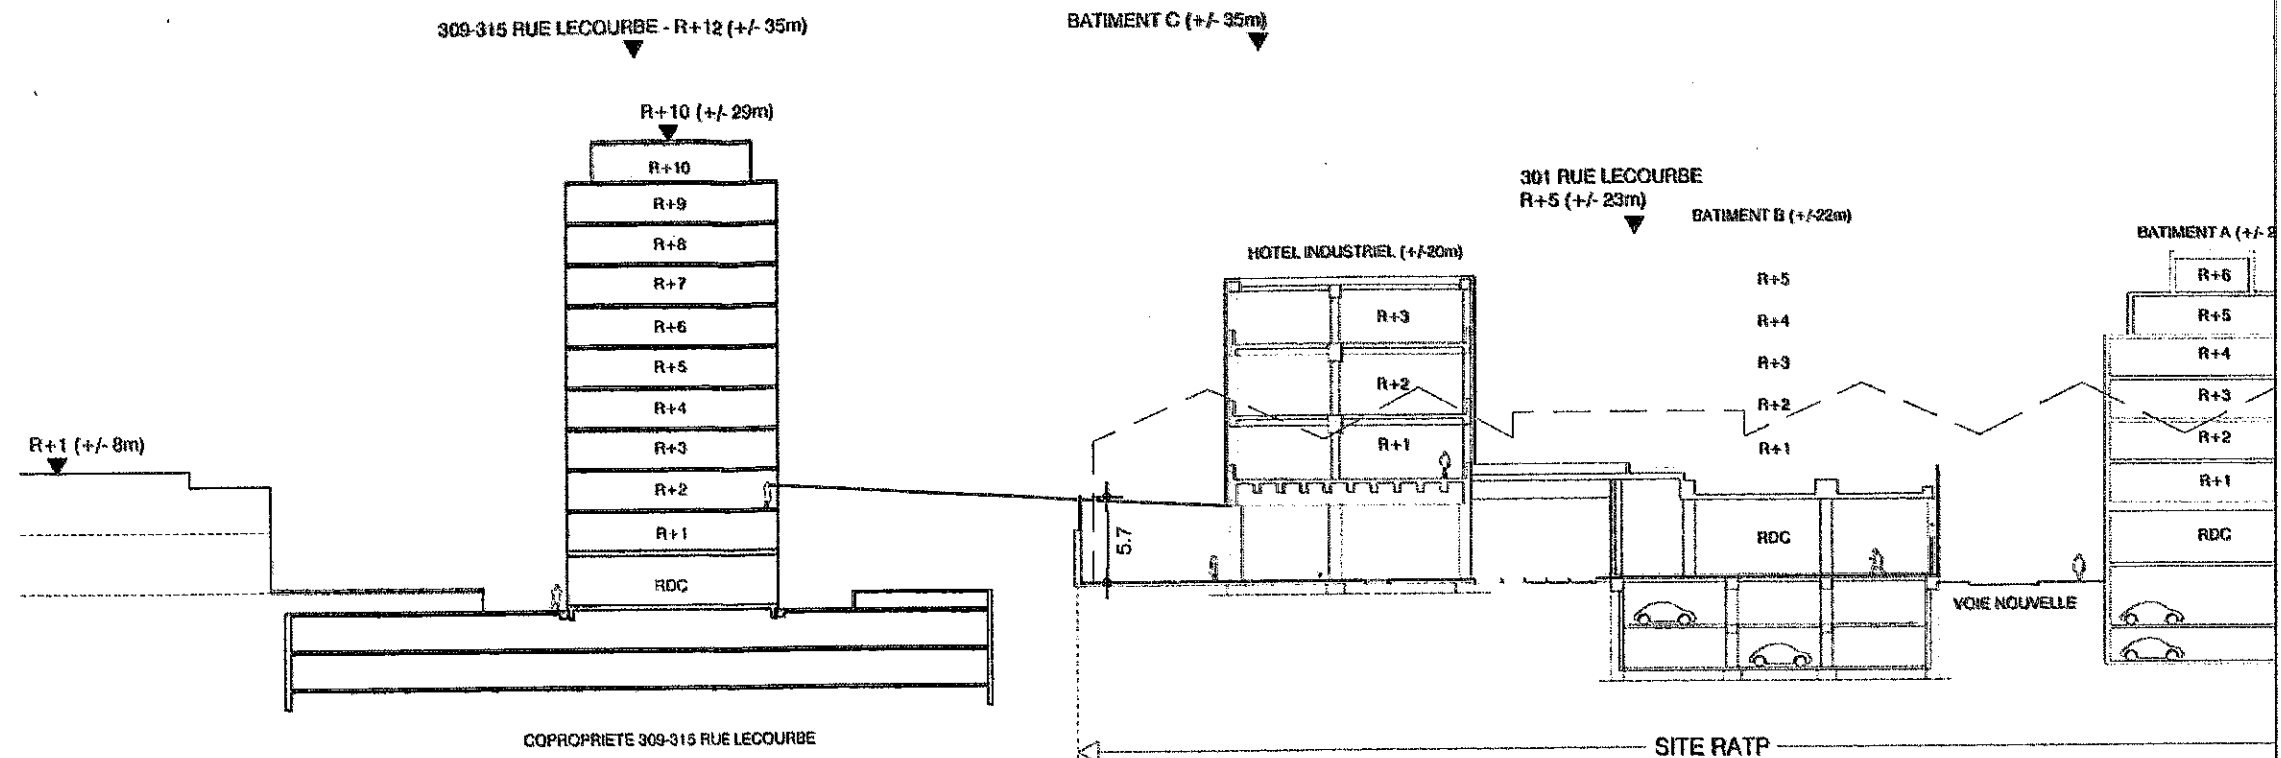 309-315 RUE LECOURBE - R+12 (+/- 35m)
BATIMENT C (+/- 35m)
R+10 (+/- 29m)
R+10
R+9
R+8
R+7
R+6
R+5
R+4
R+3
R+2
R+1
RDC
R+1 (+/- 8m)
COPROPRIETE 309-315 RUE LECOURBE
5.7
HOTEL INDUSTRIEL (+/-20m)
R+3
R+2
R+1
301 RUE LECOURBE
R+5 (+/- 23m)
BATIMENT B (+/-22m)
R+5
R+4
R+3
R+2
R+1
RDC
VOIE NOUVELLE
BATIMENT A (+/- 2
R+6
R+5
R+4
R+3
R+2
R+1
RDC
SITE RATP